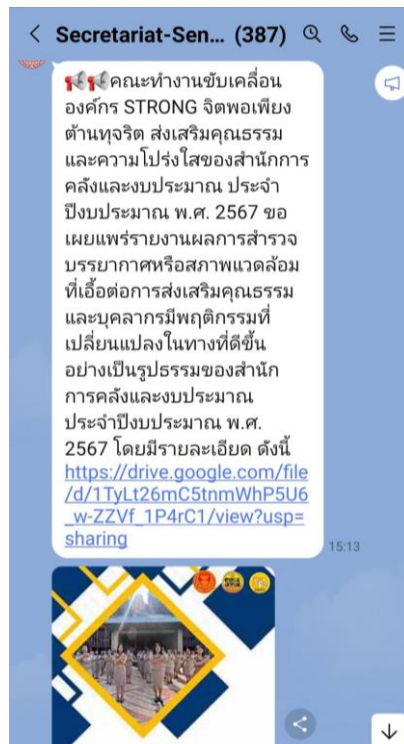 Secretariat-Sen... (387)
📢📢คณะทำงานขับเคลื่อน
องค์กร STRONG จิตพอเพียง
ต้านทุจริต ส่งเสริมคุณธรรม
และความโปร่งใสของสำนักการ
คลังและงบประมาณ ประจำ
ปีงบประมาณ พ.ศ. 2567 ขอ
เผยแพร่รายงานผลการสำรวจ
บรรยากาศหรือสภาพแวดล้อม
ที่เอื้อต่อการส่งเสริมคุณธรรม
และบุคลากรมีพฤติกรรมที่
เปลี่ยนแปลงในทางที่ดีขึ้น
อย่างเป็นรูปธรรมของสำนัก
การคลังและงบประมาณ
ประจำปีงบประมาณ พ.ศ.
2567 โดยมีรายละเอียด ดังนี้
https://drive.google.com/file
/d/1TyLt26mC5tnmWhP5U6
_w-ZZVf_1P4rC1/view?usp=
sharing
15:13